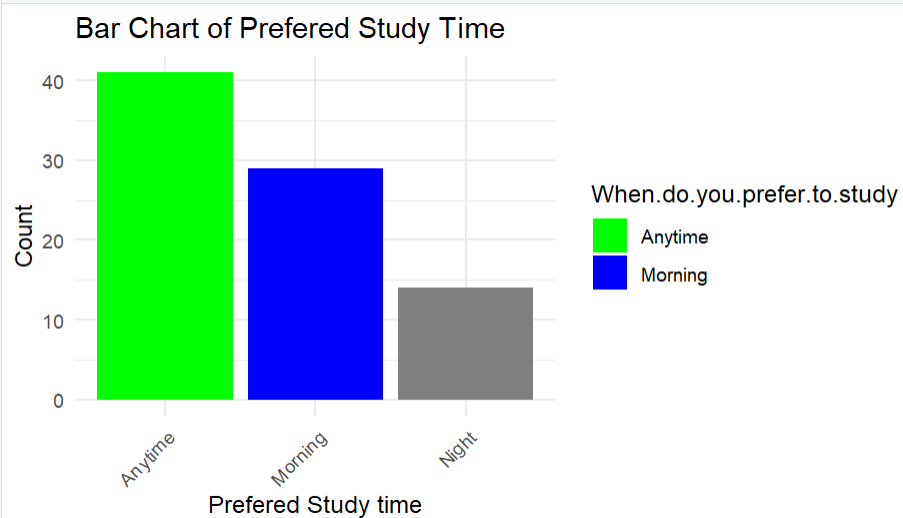 Bar Chart of Prefered Study Time
40
30
20
10
0
Count
Anytime
Morning
Night
Prefered Study time
When.do.you.prefer.to.study
Anytime
Morning